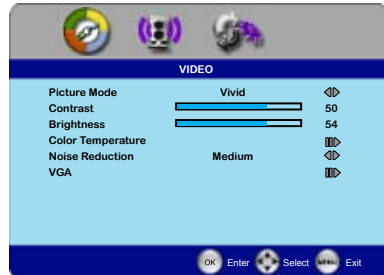 VIDEO
Picture Mode Vivid
Contrast 50
Brightness 54
Color Temperature
Noise Reduction Medium
VGA
OK Enter Select MENU Exit